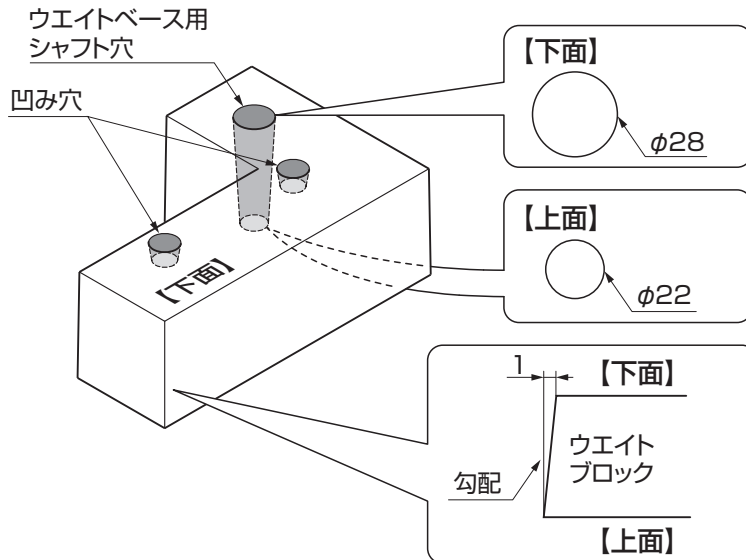 ウエイトベース用
シャフト穴
凹み穴
【下面】
【下面】
φ28
【上面】
φ22
1
【下面】
ウエイト
ブロック
勾配
【上面】